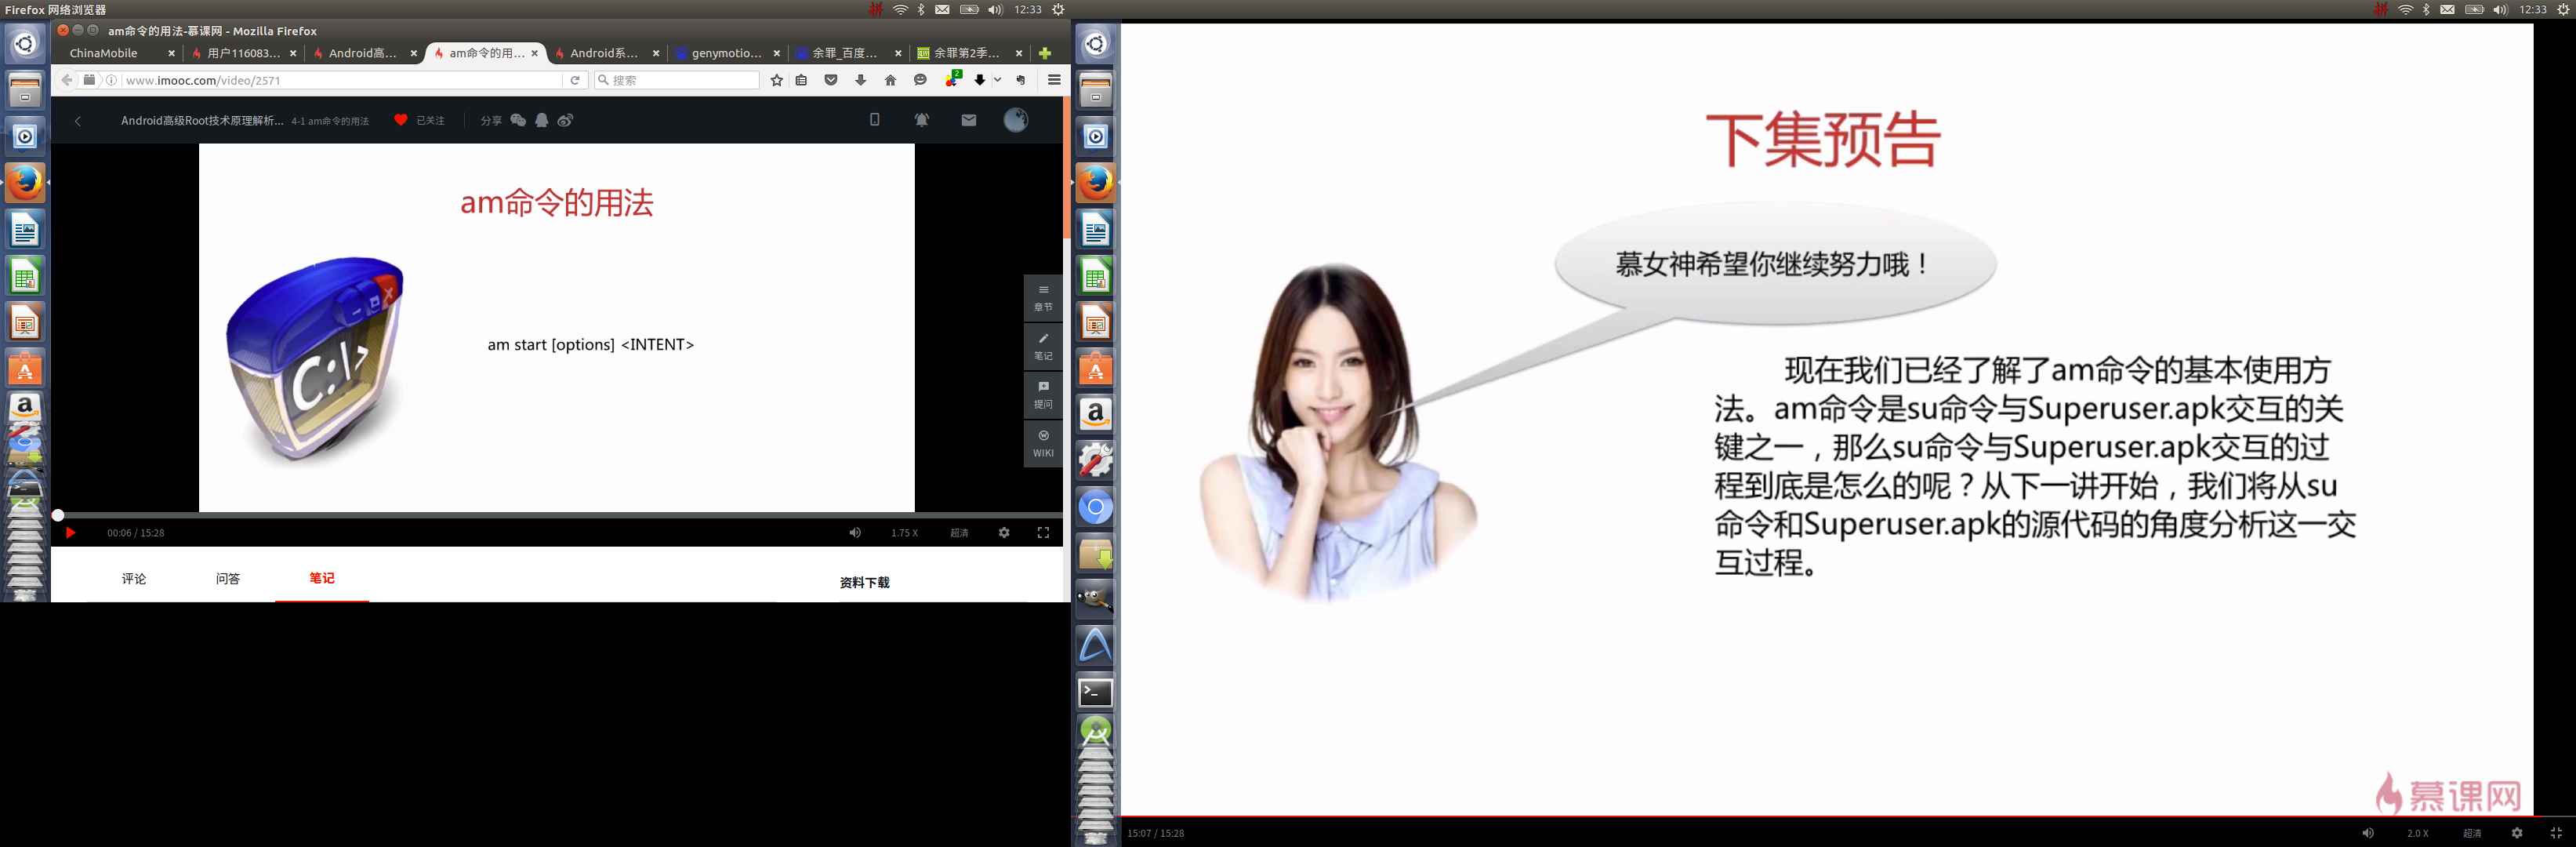 Firefox 网络浏览器
拼
12:33
am命令的用法-慕课网 - Mozilla Firefox
ChinaMobile
用户116083...
Android高...
am命令的用...
Android系...
genymotio...
余罪_百度...
余罪第2季...
www.imooc.com/video/2571
搜索
2
Android高级Root技术原理解析...
4-1 am命令的用法
已关注
分享
am命令的用法
C:\>
am start [options] <INTENT>
章节
笔记
提问
WIKI
00:06 / 15:28
1.75 X
超清
评论
问答
笔记
资料下载
拼
12:33
下集预告
慕女神希望你继续努力哦！
现在我们已经了解了am命令的基本使用方
法。am命令是su命令与Superuser.apk交互的关
键之一，那么su命令与Superuser.apk交互的过
程到底是怎么的呢？从下一讲开始，我们将从su
命令和Superuser.apk的源代码的角度分析这一交
互过程。
慕课网
15:07 / 15:28
2.0 X
超清